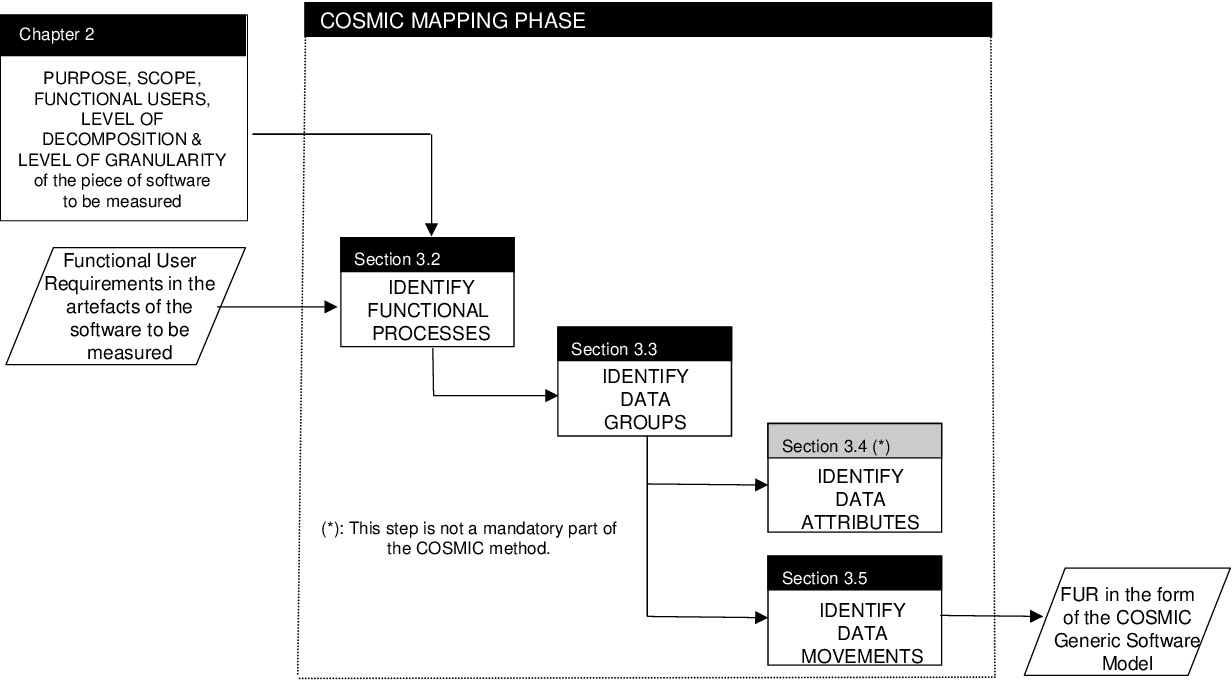 COSMIC MAPPING PHASE
Chapter 2
PURPOSE, SCOPE,
FUNCTIONAL USERS,
LEVEL OF
DECOMPOSITION &
LEVEL OF GRANULARITY
of the piece of software
to be measured
Functional User
Requirements in the
artefacts of the
software to be
measured
Section 3.2
IDENTIFY
FUNCTIONAL
PROCESSES
Section 3.3
IDENTIFY
DATA
GROUPS
Section 3.4 (*)
IDENTIFY
DATA
ATTRIBUTES
(*): This step is not a mandatory part of
the COSMIC method.
Section 3.5
IDENTIFY
DATA
MOVEMENTS
FUR in the form
of the COSMIC
Generic Software
Model